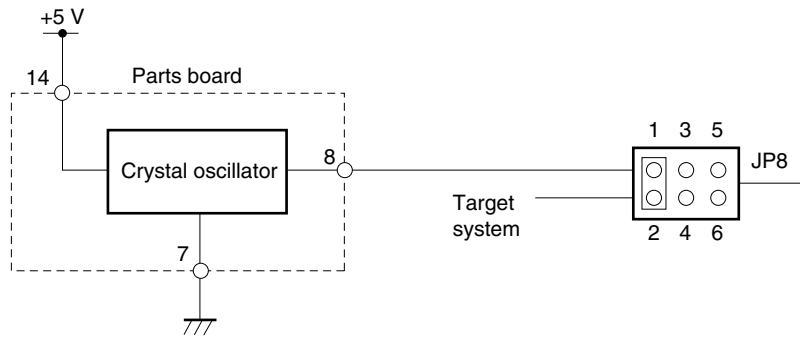 +5 V
14
Parts board
Crystal oscillator
8
7
Target
system
1 3 5
JP8
2 4 6